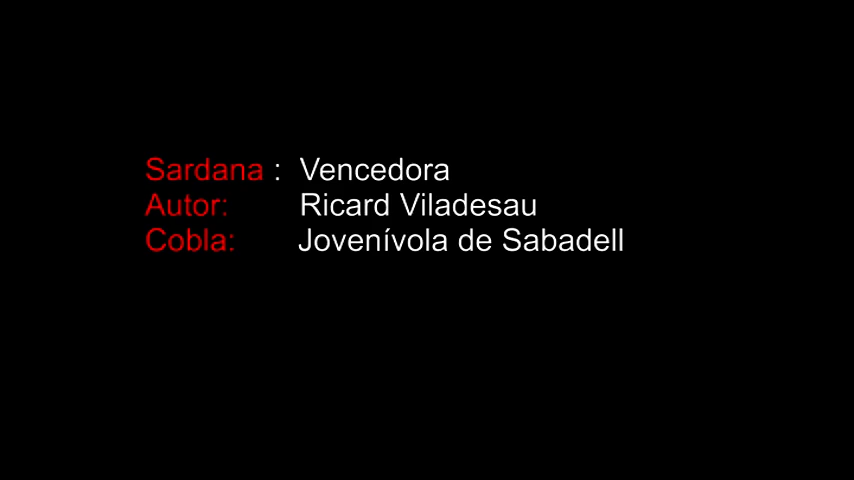 Sardana : Vencedora
Autor: Ricard Viladesau
Cobla: Jovenívola de Sabadell